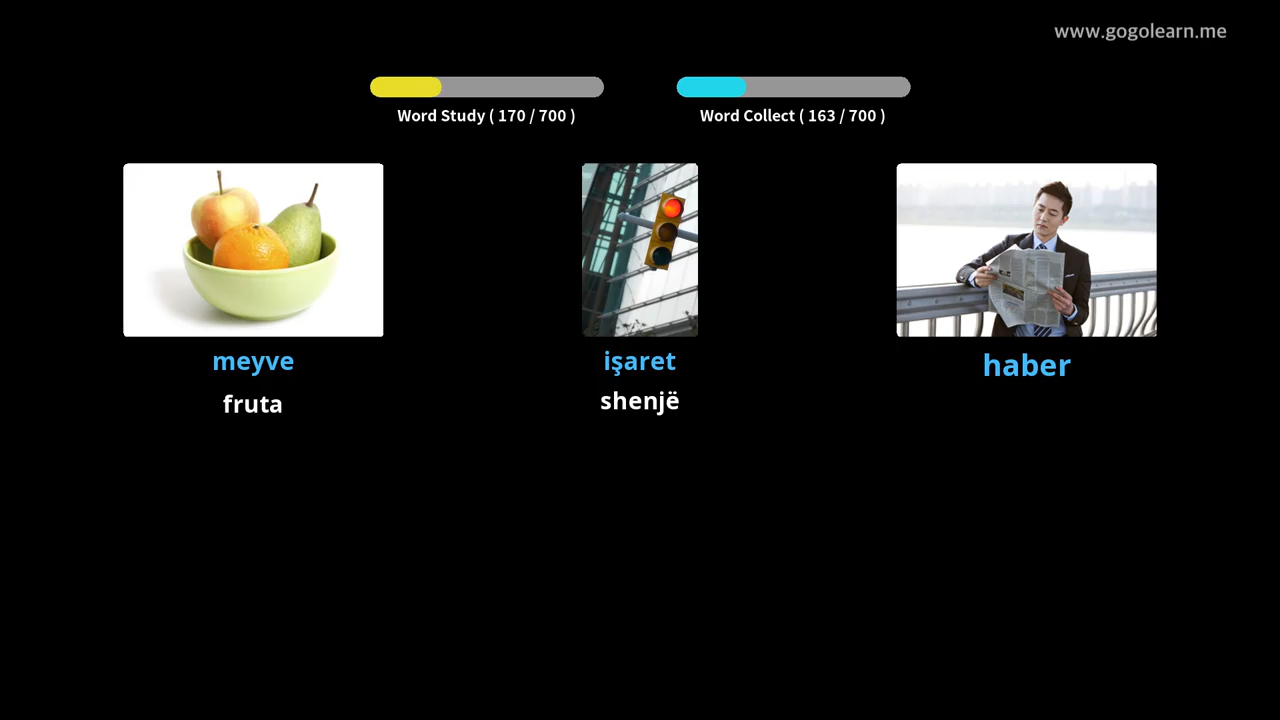 www.gogolearn.me
Word Study ( 170 / 700 )
Word Collect ( 163 / 700 )
meyve
fruta
işaret
shenjë
haber